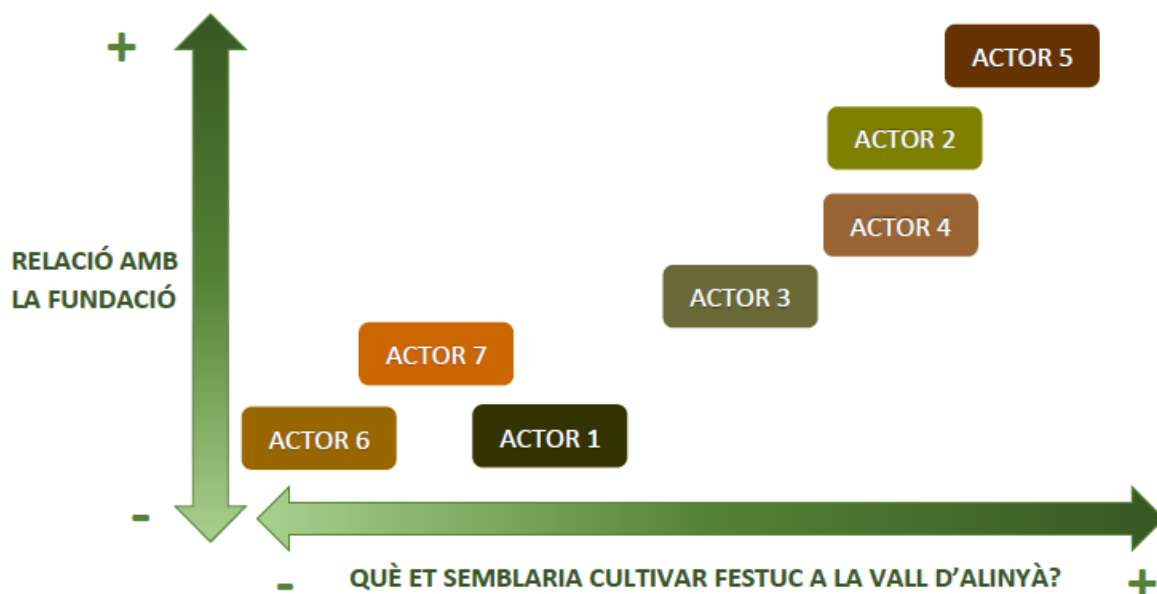 +
ACTOR 5
ACTOR 2
ACTOR 4
RELACIÓ AMB
LA FUNDACIÓ
ACTOR 3
ACTOR 7
ACTOR 6
ACTOR 1
-
-
QUÈ ET SEMBLARIA CULTIVAR FESTUC A LA VALL D'ALINYÀ?
+